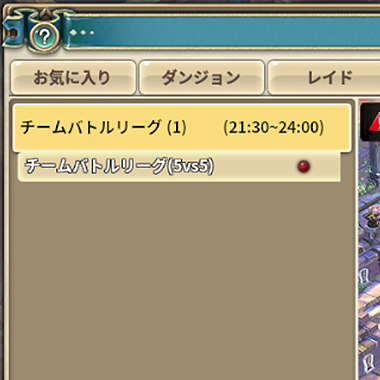 ?
お気に入り ダンジョン レイド
チームバトルリーグ (1) (21:30~24:00)
チームバトルリーグ(5vs5)